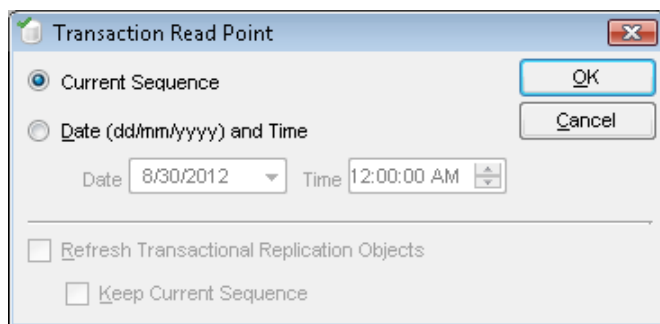 Transaction Read Point
Current Sequence
OK
Date (dd/mm/yyyy) and Time
Cancel
Date 8/30/2012 Time 12:00:00 AM
Refresh Transactional Replication Objects
Keep Current Sequence